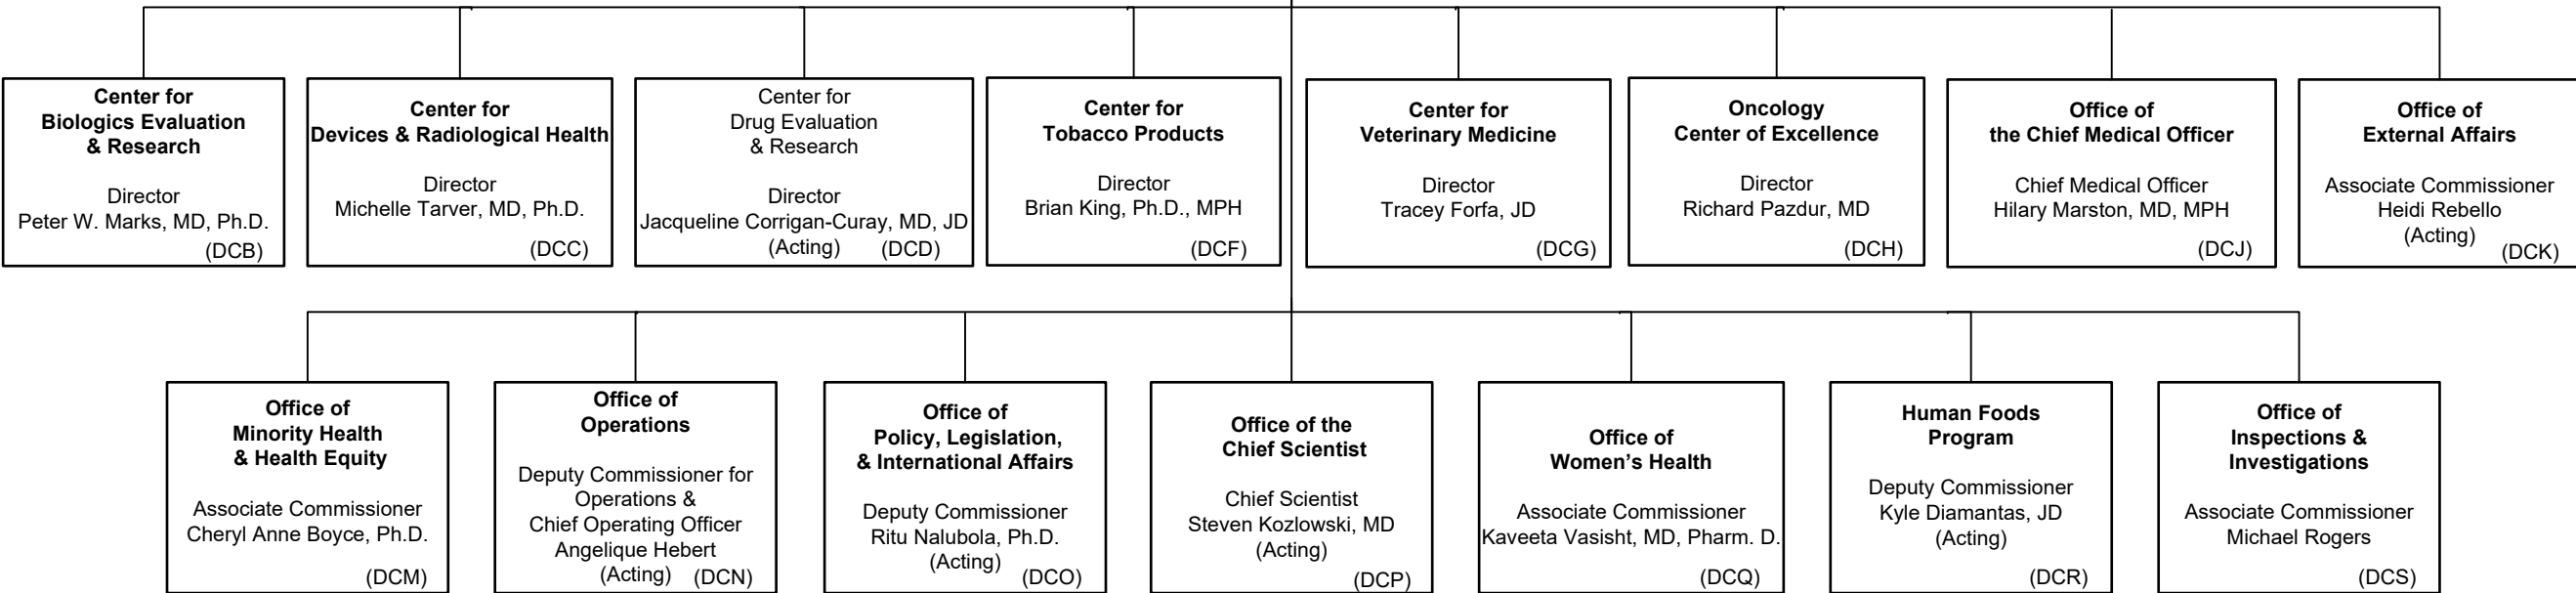 Center for
Biologics Evaluation
& Research
Director
Peter W. Marks, MD, Ph.D.
(DCB)
Center for
Devices & Radiological Health
Director
Michelle Tarver, MD, Ph.D.
(DCC)
Center for
Drug Evaluation
& Research
Director
Jacqueline Corrigan-Curay, MD, JD
(Acting) (DCD)
Center for
Tobacco Products
Director
Brian King, Ph.D., MPH
(DCF)
Center for
Veterinary Medicine
Director
Tracey Forfa, JD
(DCG)
Oncology
Center of Excellence
Director
Richard Pazdur, MD
(DCH)
Office of
the Chief Medical Officer
Chief Medical Officer
Hilary Marston, MD, MPH
(DCJ)
Office of
External Affairs
Associate Commissioner
Heidi Rebello
(Acting)
(DCK)
Office of
Minority Health
& Health Equity
Associate Commissioner
Cheryl Anne Boyce, Ph.D.
(DCM)
Office of
Operations
Deputy Commissioner for
Operations &
Chief Operating Officer
Angelique Hebert
(Acting) (DCN)
Office of
Policy, Legislation,
& International Affairs
Deputy Commissioner
Ritu Nalubola, Ph.D.
(Acting)
(DCO)
Office of the
Chief Scientist
Chief Scientist
Steven Kozlowski, MD
(Acting)
(DCP)
Office of
Women’s Health
Associate Commissioner
Kaveeta Vasisht, MD, Pharm. D.
(DCQ)
Human Foods
Program
Deputy Commissioner
Kyle Diamantas, JD
(Acting)
(DCR)
Office of
Inspections &
Investigations
Associate Commissioner
Michael Rogers
(DCS)